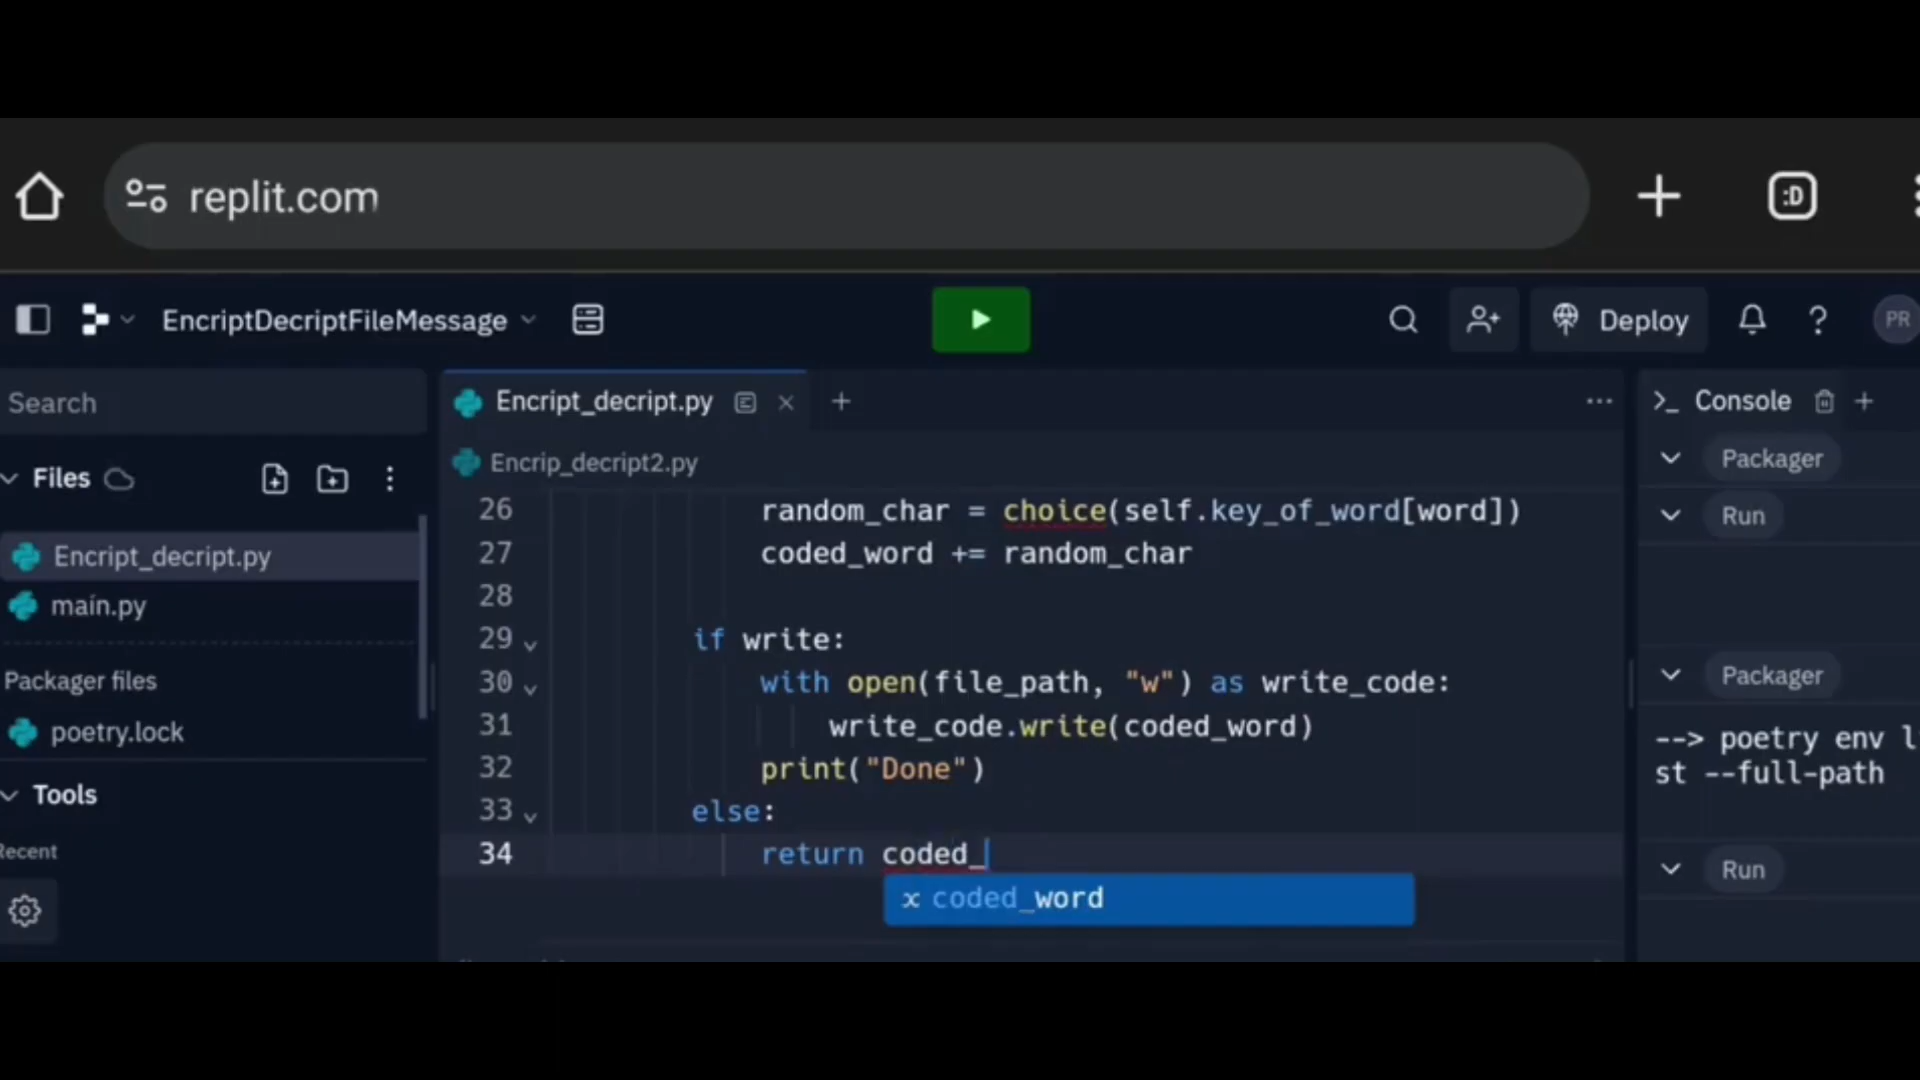 replit.com
:D
EncriptDecriptFileMessage
Deploy
PR
Search
Files
Encript_decript.py
main.py
Packager files
poetry.lock
Tools
Recent
Encript_decript.py
Encrip_decript2.py
26 random_char = choice(self.key_of_word[word])
27 coded_word += random_char
28
29 if write:
30 with open(file_path, "w") as write_code:
31 write_code.write(coded_word)
32 print("Done")
33 else:
34 return coded_
x coded_word
>_ Console
Packager
Run
Packager
--> poetry env l
st --full-path
Run